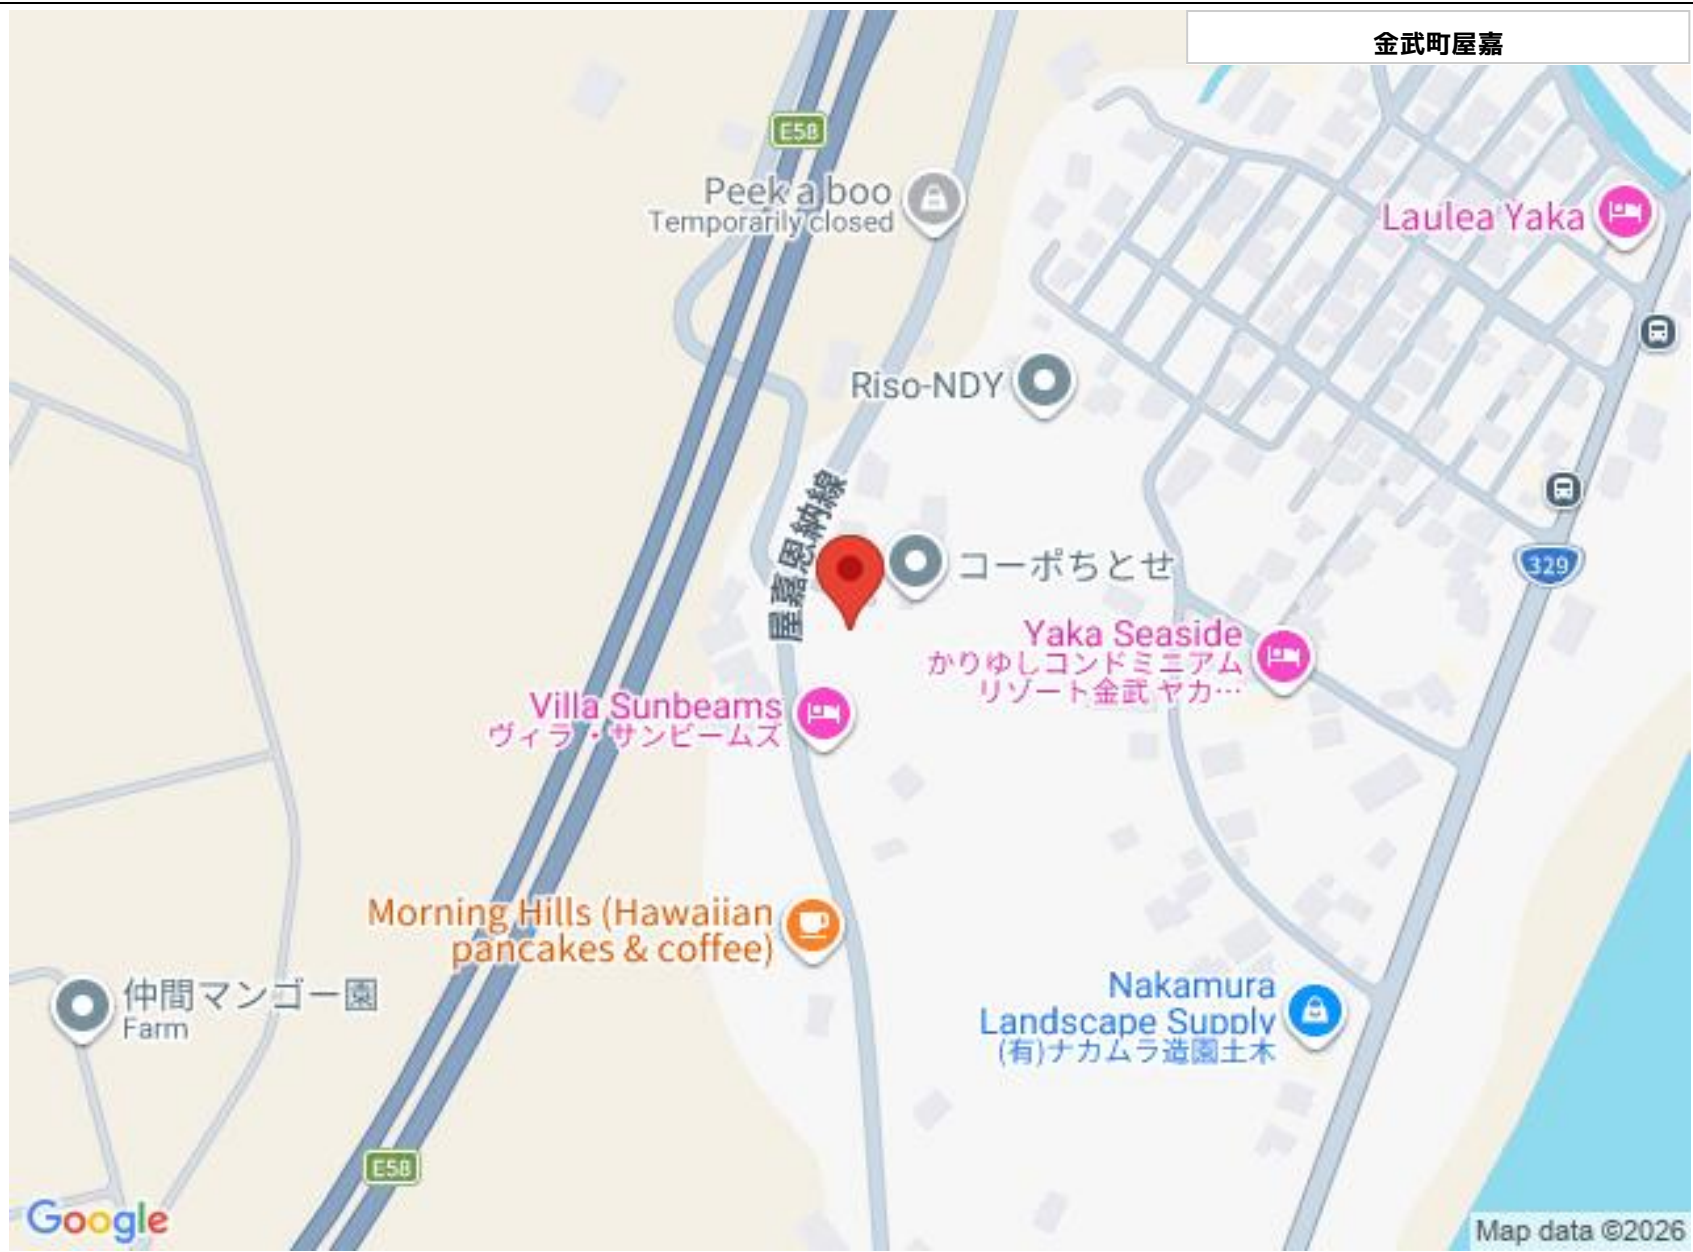 金武町屋嘉
E58
Peek a boo
Temporarily closed
Laulea Yaka
Riso-NDY
屋嘉恩納線
コーポちとせ
329
Yaka Seaside
かりゆしコンドミニアム
リゾート金武 ヤカ…
Villa Sunbeams
ヴィラ・サンビームズ
Morning Hills (Hawaiian
pancakes & coffee)
仲間マンゴー園
Farm
Nakamura
Landscape Supply
(有)ナカムラ造園土木
E58
Google
Map data ©2026